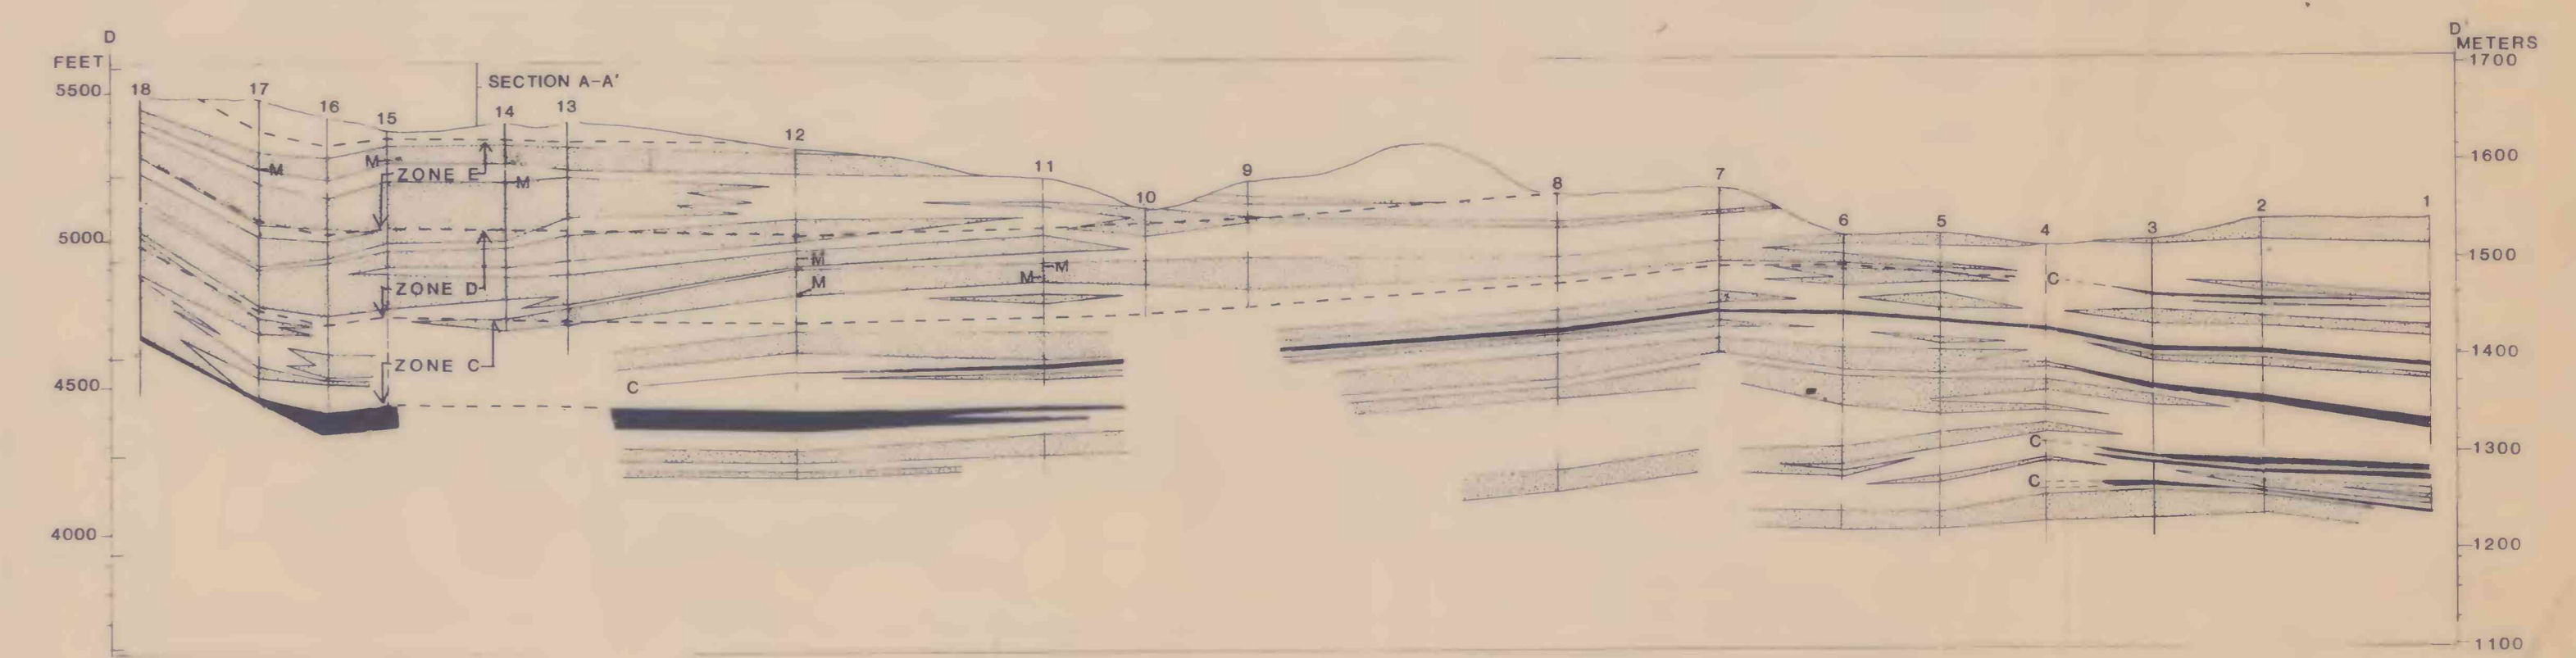 D
D'
FEET
METERS
1700
SECTION A-A'
5500
18
17
16
15
14
13
12
11
10
9
8
7
6
5
4
3
2
1
1600
M
M
M
ZONE E
5000
M
M
M
M
1500
C
ZONE D
ZONE C
1400
4500
C
C
1300
C
4000
1200
1100